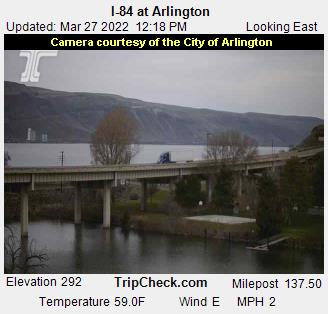 I-84 at Arlington
Updated: Mar 27 2022 12:18 PM Looking East
Camera courtesy of the City of Arlington
Elevation 292 TripCheck.com Milepost 137.50
Temperature 59.0F Wind E MPH 2